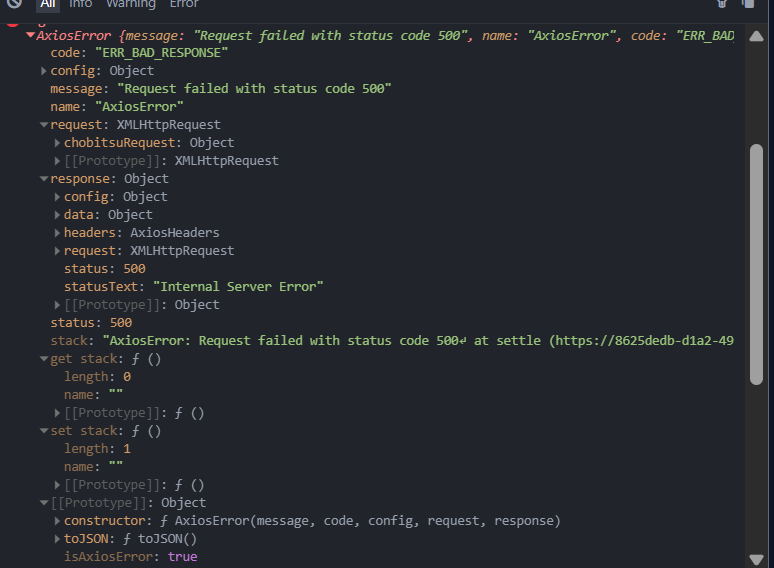 All Info Warning Error
AxiosError {message: "Request failed with status code 500", name: "AxiosError", code: "ERR_BAD
code: "ERR_BAD_RESPONSE"
config: Object
message: "Request failed with status code 500"
name: "AxiosError"
request: XMLHttpRequest
chobitsuRequest: Object
[[Prototype]]: XMLHttpRequest
response: Object
config: Object
data: Object
headers: AxiosHeaders
request: XMLHttpRequest
status: 500
statusText: "Internal Server Error"
[[Prototype]]: Object
status: 500
stack: "AxiosError: Request failed with status code 500↵ at settle (https://8625dedb-d1a2-49
get stack: ƒ ()
length: 0
name: ""
[[Prototype]]: ƒ ()
set stack: ƒ ()
length: 1
name: ""
[[Prototype]]: ƒ ()
[[Prototype]]: Object
constructor: ƒ AxiosError(message, code, config, request, response)
toJSON: ƒ toJSON()
isAxiosError: true